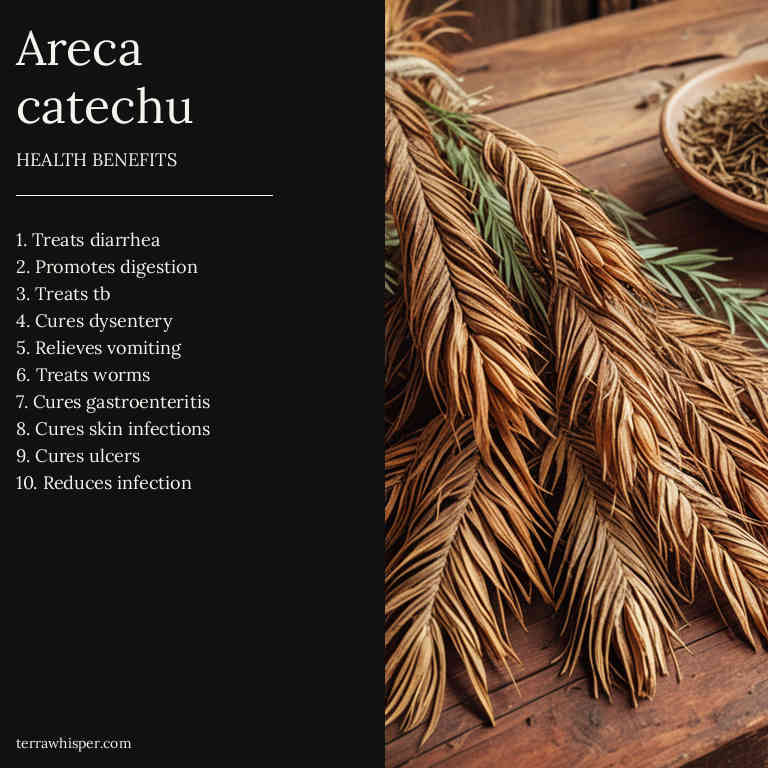 Areca
catechu
HEALTH BENEFITS
1. Treats diarrhea
2. Promotes digestion
3. Treats tb
4. Cures dysentery
5. Relieves vomiting
6. Treats worms
7. Cures gastroenteritis
8. Cures skin infections
9. Cures ulcers
10. Reduces infection
terrawhisper.com